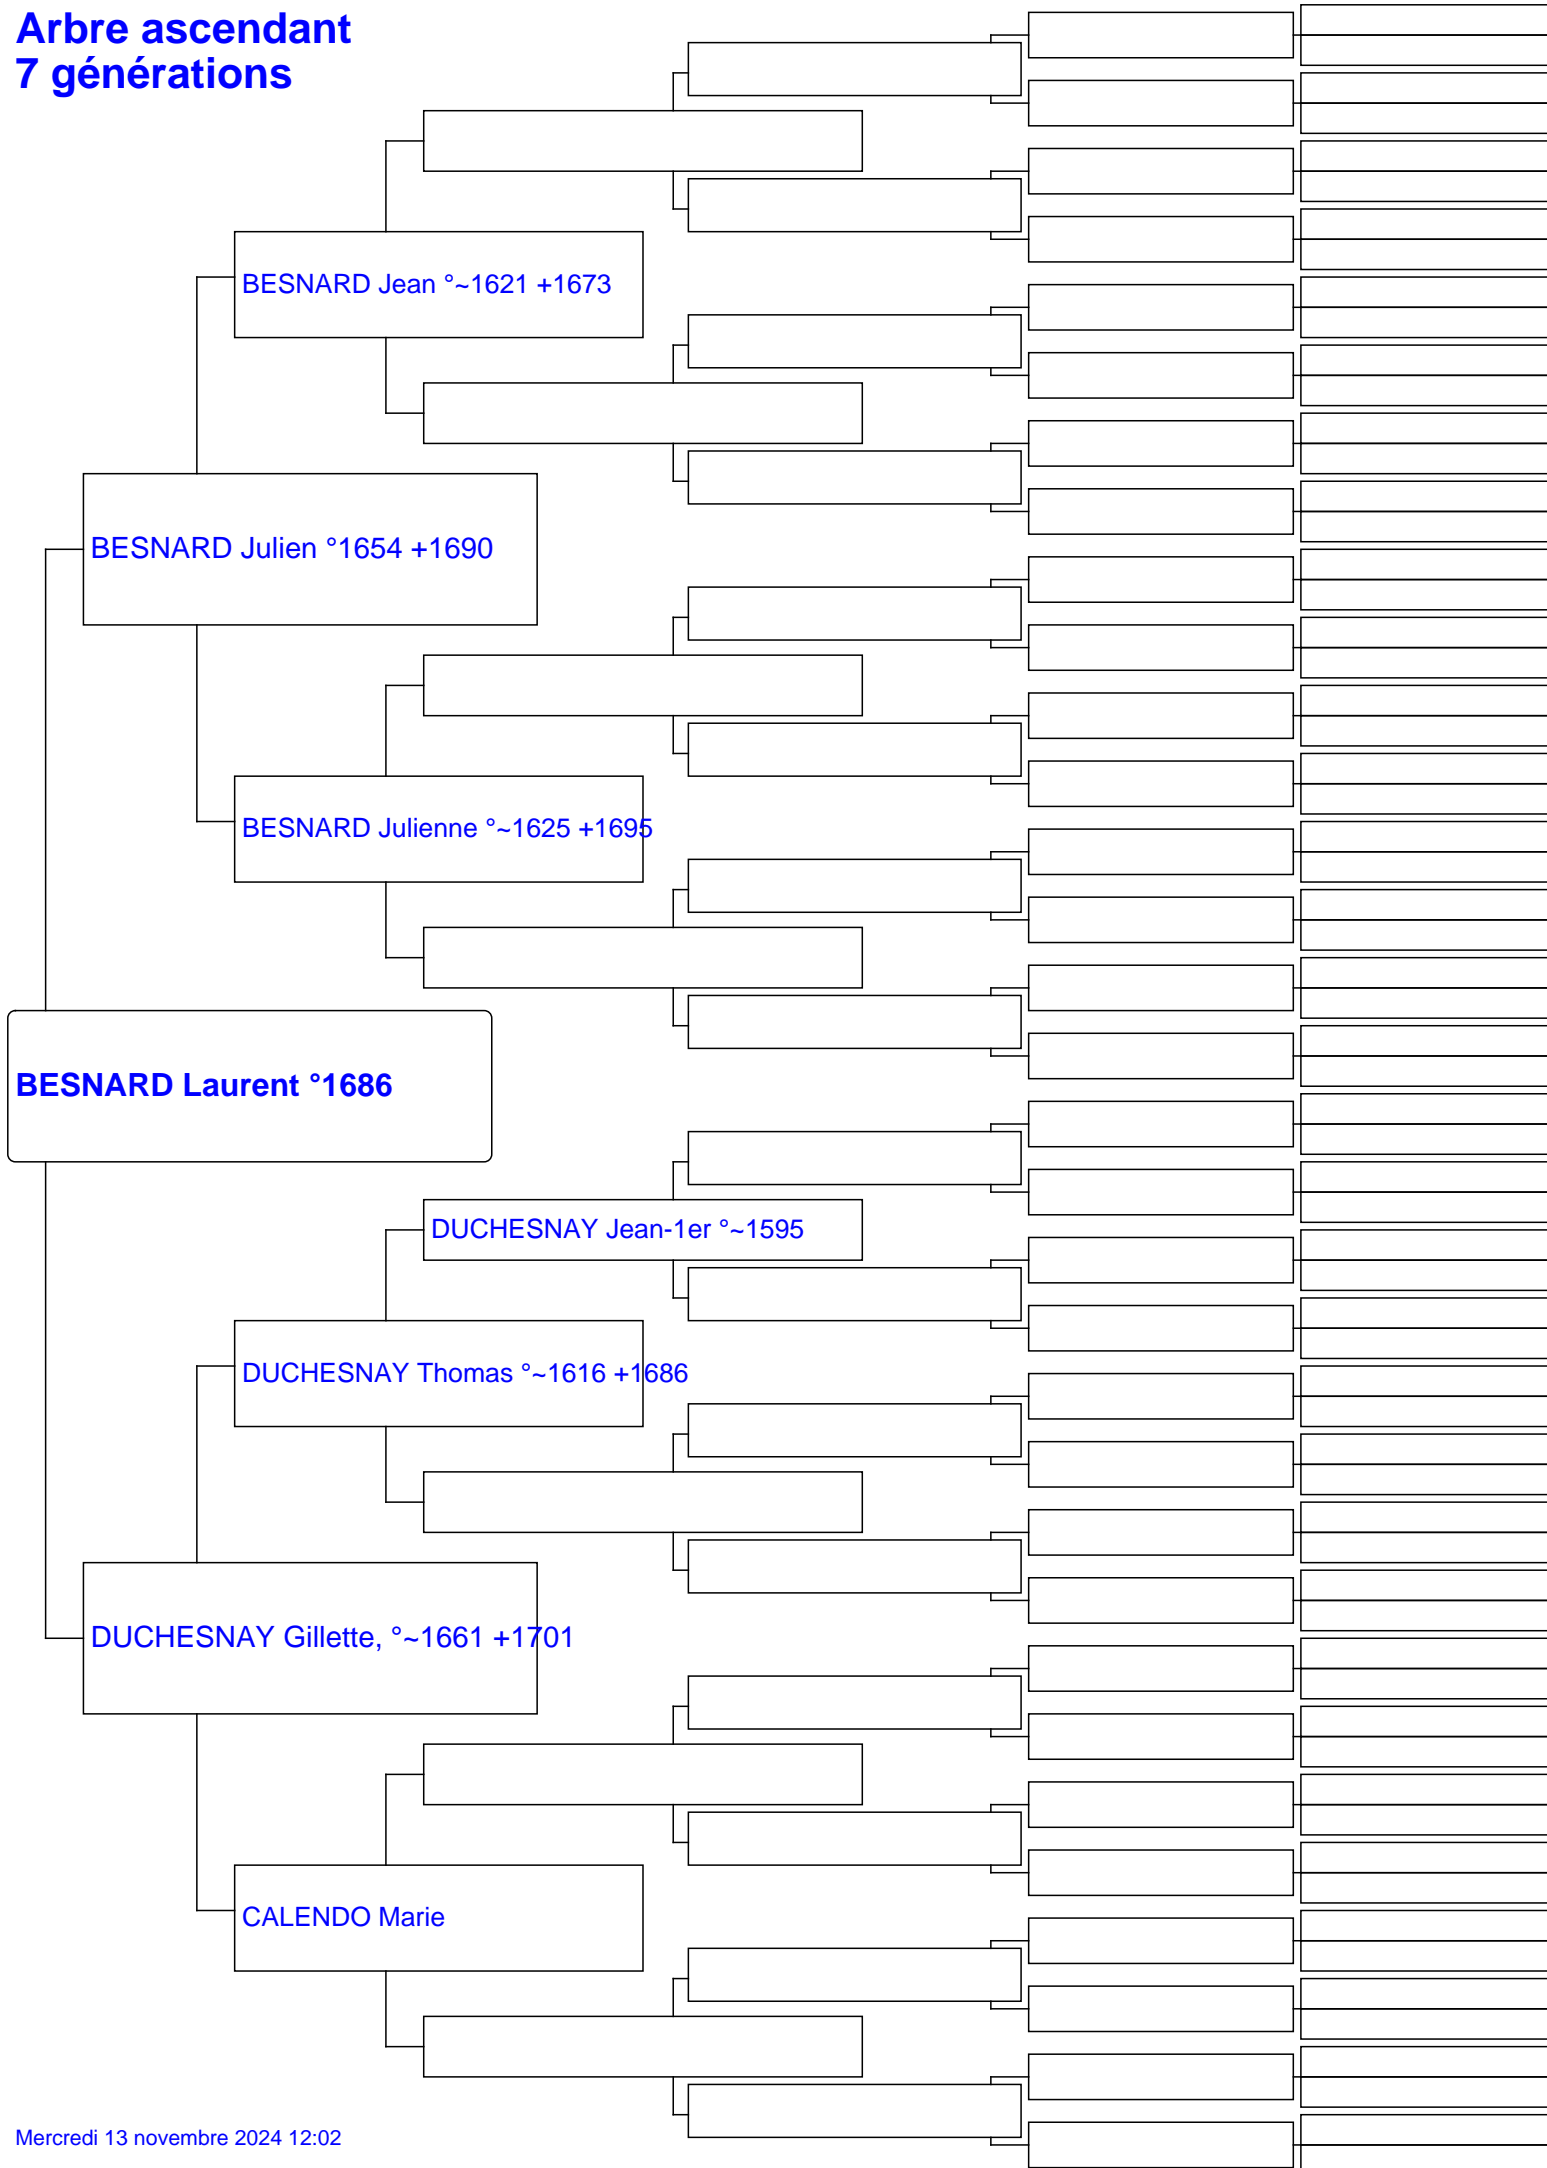 Arbre ascendant
7 générations
BESNARD Jean °~1621 +1673
BESNARD Julien °1654 +1690
BESNARD Julienne °~1625 +1695
BESNARD Laurent °1686
DUCHESNAY Jean-1er °~1595
DUCHESNAY Thomas °~1616 +1686
DUCHESNAY Gillette, °~1661 +1701
CALENDO Marie
Mercredi 13 novembre 2024 12:02